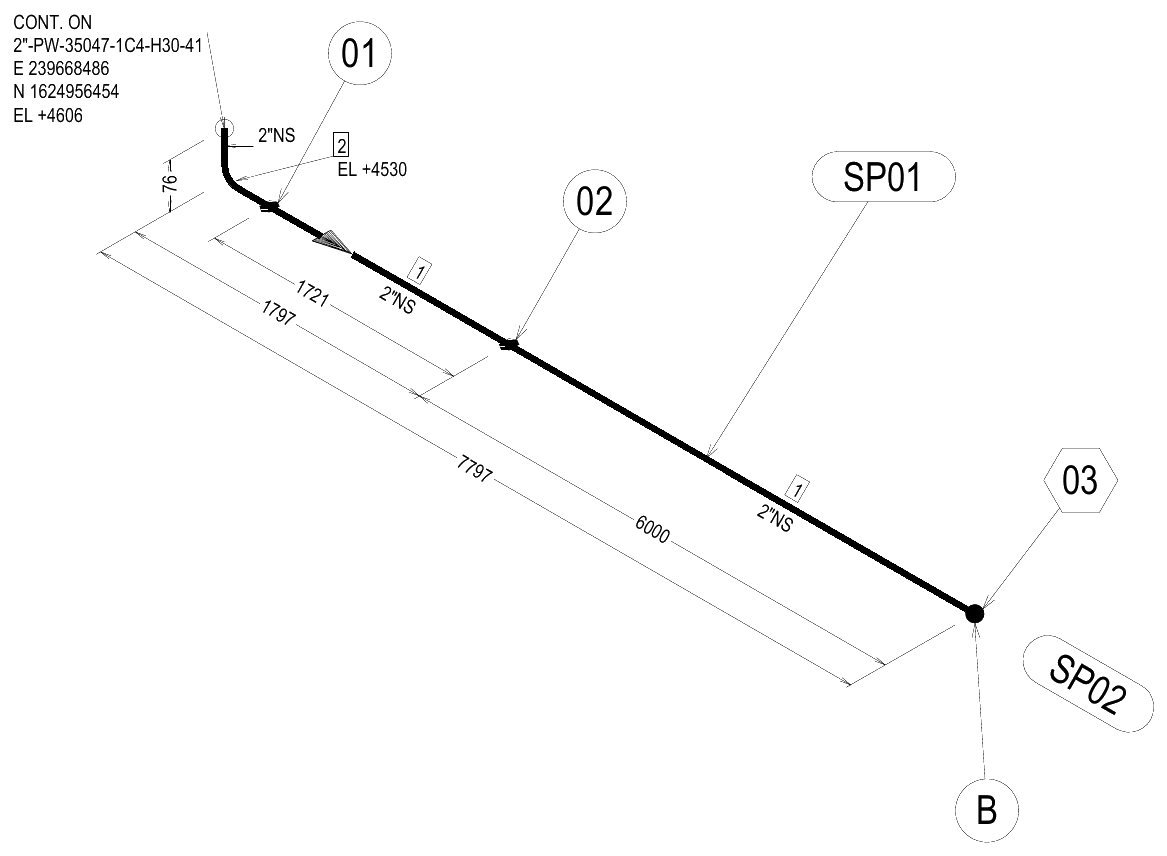 CONT. ON
2"-PW-35047-1C4-H30-41
E 239668486
N 1624956454
EL +4606
01
2"NS
2
EL +4530
76
02
SP01
1
2"NS
1721
1797
7797
6000
1
2"NS
03
SP02
B